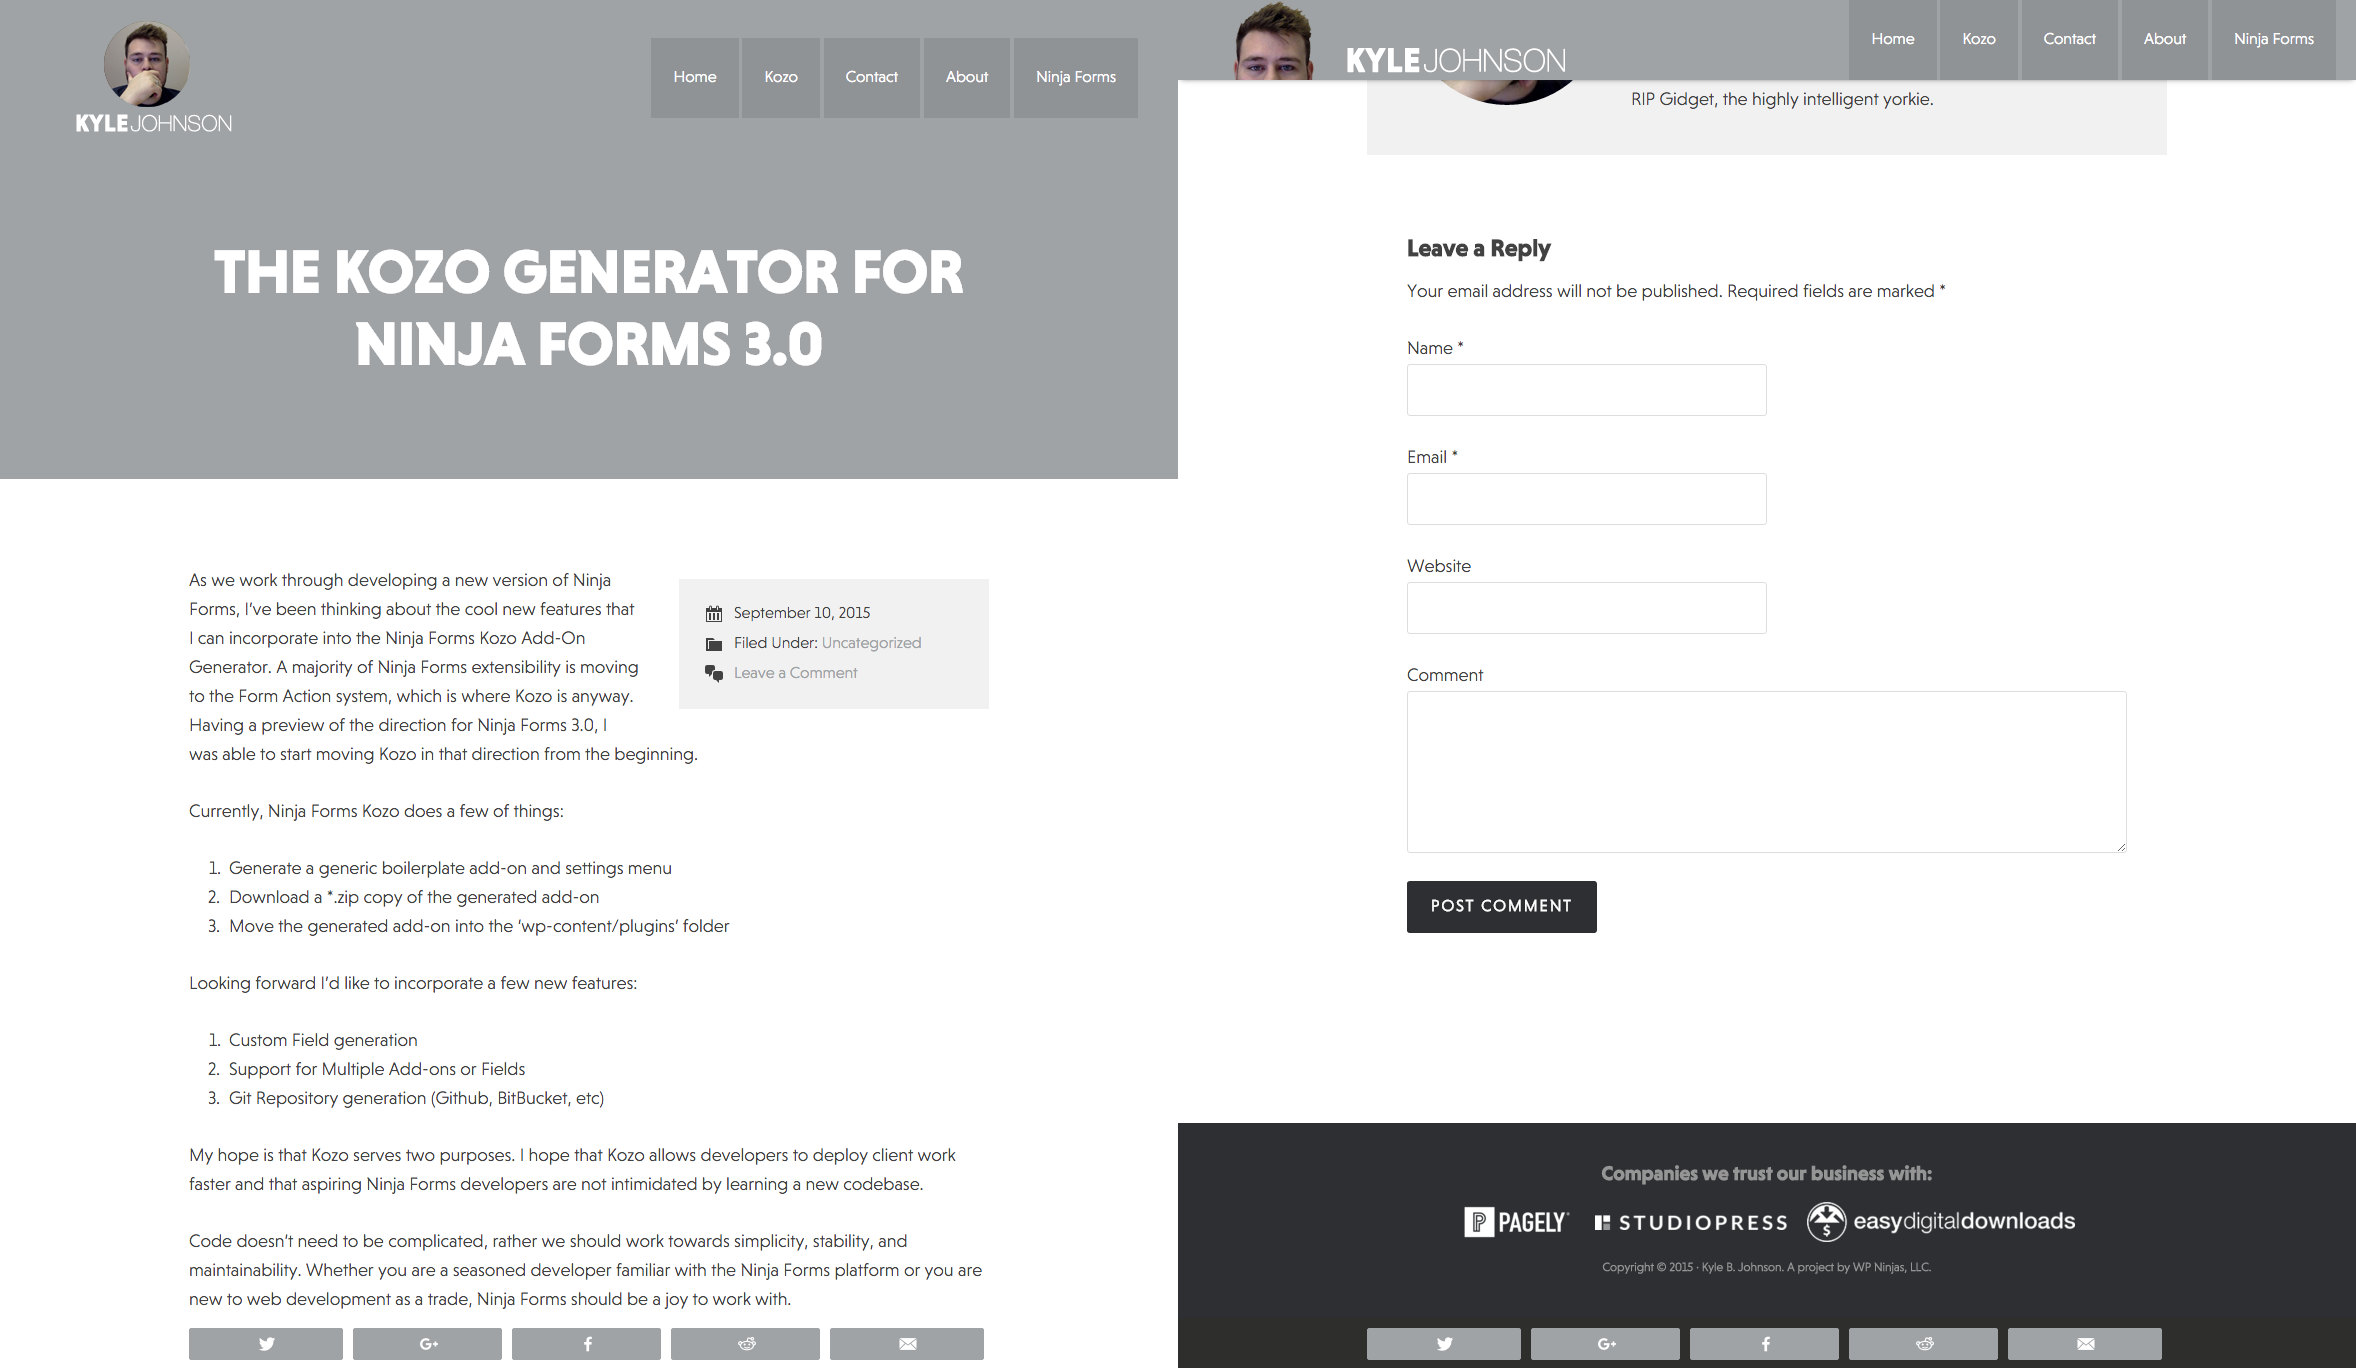 KYLE JOHNSON
Home Kozo Contact About Ninja Forms
THE KOZO GENERATOR FOR
NINJA FORMS 3.0
As we work through developing a new version of Ninja
Forms, I’ve been thinking about the cool new features that
I can incorporate into the Ninja Forms Kozo Add-On
Generator. A majority of Ninja Forms extensibility is moving
to the Form Action system, which is where Kozo is anyway.
Having a preview of the direction for Ninja Forms 3.0, I
was able to start moving Kozo in that direction from the beginning.
September 10, 2015
Filed Under: Uncategorized
Leave a Comment
Currently, Ninja Forms Kozo does a few of things:
1. Generate a generic boilerplate add-on and settings menu
2. Download a *.zip copy of the generated add-on
3. Move the generated add-on into the ‘wp-content/plugins’ folder
Looking forward I’d like to incorporate a few new features:
1. Custom Field generation
2. Support for Multiple Add-ons or Fields
3. Git Repository generation (Github, BitBucket, etc)
My hope is that Kozo serves two purposes. I hope that Kozo allows developers to deploy client work
faster and that aspiring Ninja Forms developers are not intimidated by learning a new codebase.
Code doesn’t need to be complicated, rather we should work towards simplicity, stability, and
maintainability. Whether you are a seasoned developer familiar with the Ninja Forms platform or you are
new to web development as a trade, Ninja Forms should be a joy to work with.
G+
KYLE JOHNSON
Home Kozo Contact About Ninja Forms
RIP Gidget, the highly intelligent yorkie.
Leave a Reply
Your email address will not be published. Required fields are marked *
Name *
Email *
Website
Comment
POST COMMENT
Companies we trust our business with:
PAGELY STUDIOPRESS easydigitaldownloads
Copyright © 2015 · Kyle B. Johnson. A project by WP Ninjas, LLC.
G+